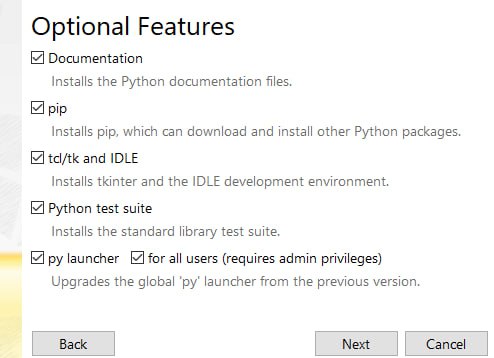 Optional Features
Documentation
Installs the Python documentation files.
pip
Installs pip, which can download and install other Python packages.
tcl/tk and IDLE
Installs tkinter and the IDLE development environment.
Python test suite
Installs the standard library test suite.
py launcher for all users (requires admin privileges)
Upgrades the global 'py' launcher from the previous version.
Back Next Cancel